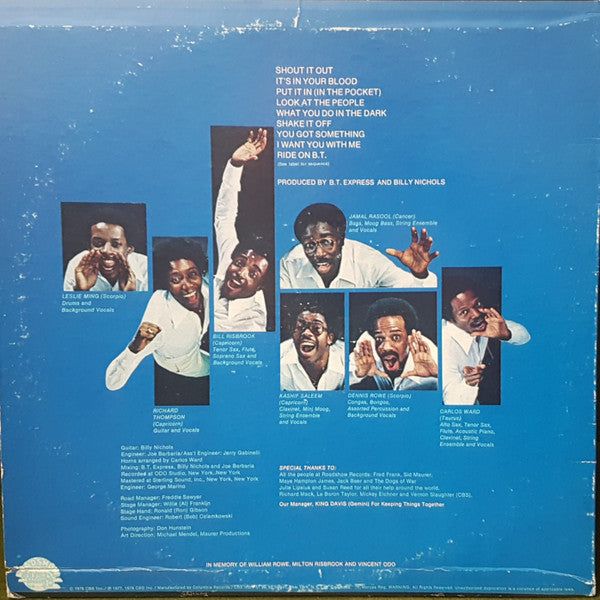 SHOUT IT OUT
IT'S IN YOUR BLOOD
PUT IT IN (IN THE POCKET)
LOOK AT THE PEOPLE
WHAT YOU DO IN THE DARK
SHAKE IT OFF
YOU GOT SOMETHING
I WANT YOU WITH ME
RIDE ON B.T.
(See label for sequence)
PRODUCED BY B.T. EXPRESS AND BILLY NICHOLS
JAMAL RASOOL (Cancer)
Bass, Moog Bass, String Ensemble
and Vocals
LESLIE MING (Scorpio)
Drums and
Background Vocals
BILL RISBROOK
(Capricorn)
Tenor Sax, Flute,
Soprano Sax and
Background Vocals
RICHARD
THOMPSON
(Capricorn)
Guitar and Vocals
KASHIF SALEEM
(Capricorn)
Clavinet, Mini Moog,
String Ensemble
and Vocals
DENNIS ROWE (Scorpio)
Congas, Bongos,
Assorted Percussion and
Background Vocals
CARLOS WARD
(Taurus)
Alto Sax, Tenor Sax,
Flute, Acoustic Piano,
Clavinet, String
Ensemble and Vocals
Guitar: Billy Nichols
Engineer: Joe Barbaria/Ass't Engineer: Jerry Gabinelli
Horns arranged by Carlos Ward
Mixing: B.T. Express, Billy Nichols and Joe Barbaria
Recorded at ODO Studio, New York, New York
Mastered at Sterling Sound, Inc., New York, New York
Engineer: George Marino
Road Manager: Freddie Sawyer
Stage Manager: Willie (Al) Franklin
Stage Hand: Ronald (Ron) Gibson
Sound Engineer: Robert (Bob) Czlankowski
Photography: Don Hunstein
Art Direction: Michael Mendel, Maurer Productions
SPECIAL THANKS TO:
All the people at Roadshow Records: Fred Frank, Sid Maurer,
Maye Hampton James, Jack Beer and The Dogs of War
Julie Lipsius and Susan Reed for all their help around the world.
Richard Mack, Le Baron Taylor, Mickey Eichner and Vernon Slaughter (CBS),
Our Manager, KING DAVIS (Gemini) For Keeping Things Together
IN MEMORY OF WILLIAM ROWE, MILTON RISBROOK AND VINCENT ODO